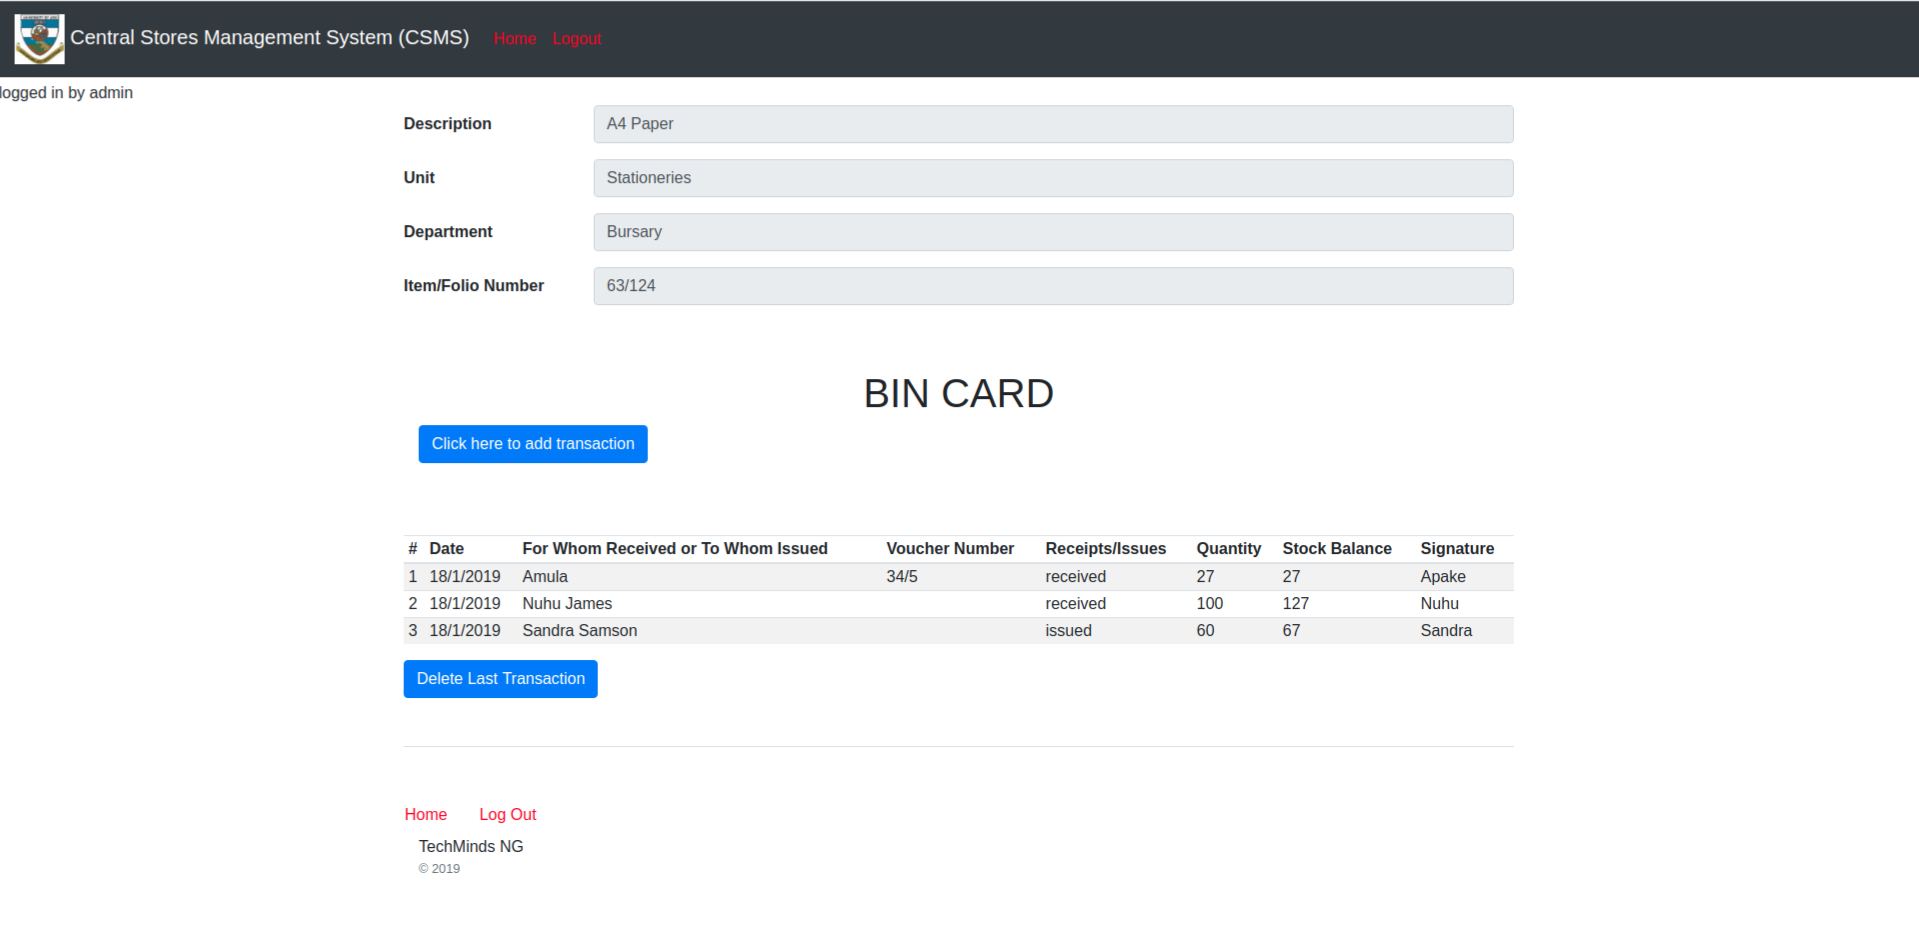 Central Stores Management System (CSMS) Home Logout
logged in by admin
Description A4 Paper
Unit Stationeries
Department Bursary
Item/Folio Number 63/124
BIN CARD
Click here to add transaction
# Date For Whom Received or To Whom Issued Voucher Number Receipts/Issues Quantity Stock Balance Signature
1 18/1/2019 Amula 34/5 received 27 27 Apake
2 18/1/2019 Nuhu James received 100 127 Nuhu
3 18/1/2019 Sandra Samson issued 60 67 Sandra
Delete Last Transaction
Home Log Out
TechMinds NG
© 2019